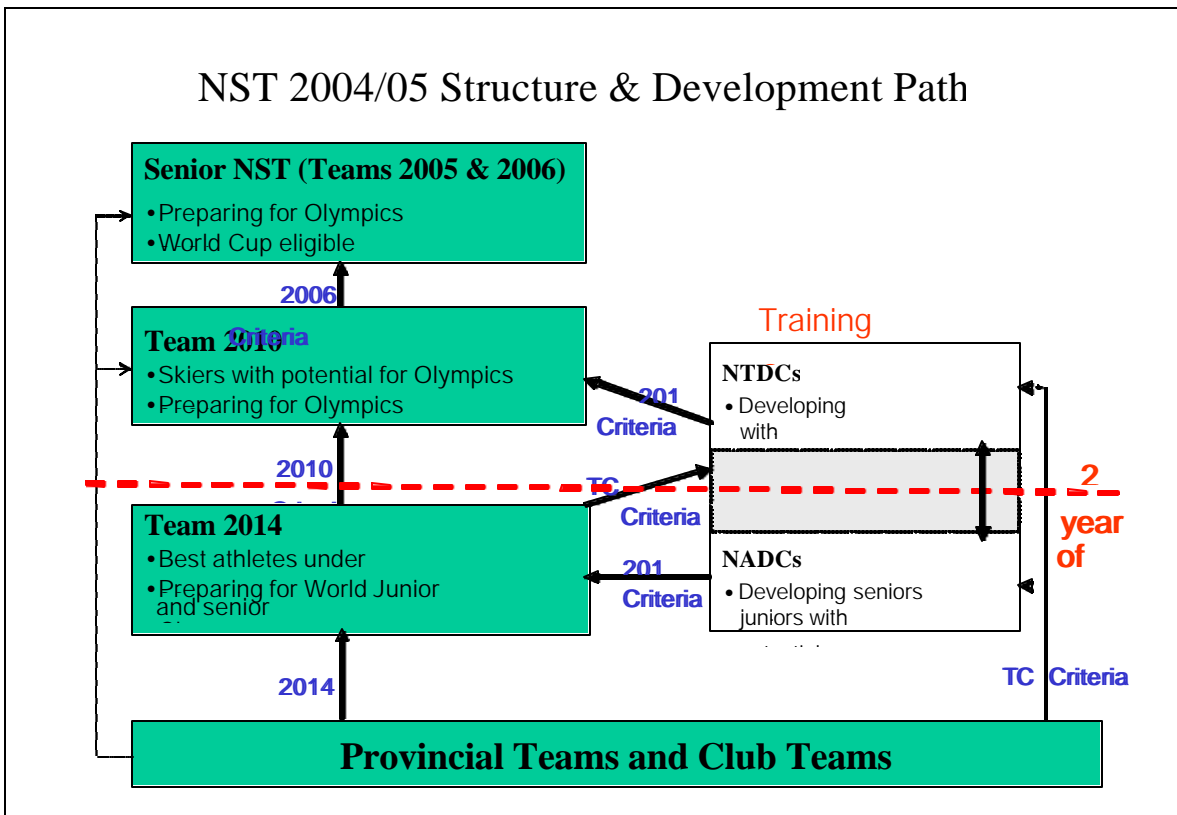 NST 2004/05 Structure & Development Path
Senior NST (Teams 2005 & 2006)
•Preparing for Olympics
•World Cup eligible
2006
Criteria
Team 2010
•Skiers with potential for Olympics
•Preparing for Olympics
Training
NTDCs
• Developing
with
201
Criteria
2010
TC
Criteria
2
year
of
Team 2014
•Best athletes under
•Preparing for World Junior
and senior
201
Criteria
NADCs
• Developing seniors
juniors with
2014
TC Criteria
Provincial Teams and Club Teams